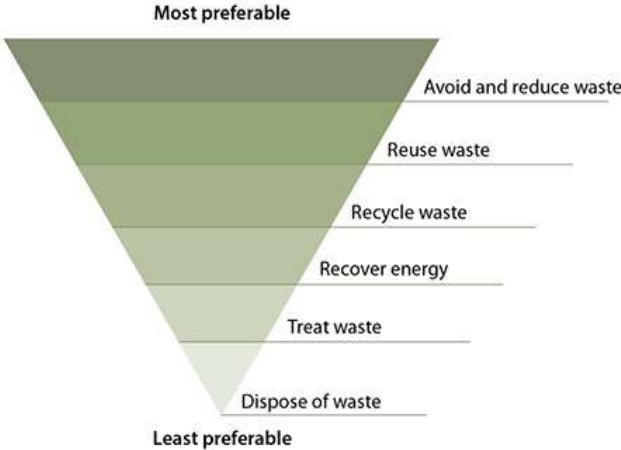 Most preferable
Avoid and reduce waste
Reuse waste
Recycle waste
Recover energy
Treat waste
Dispose of waste
Least preferable